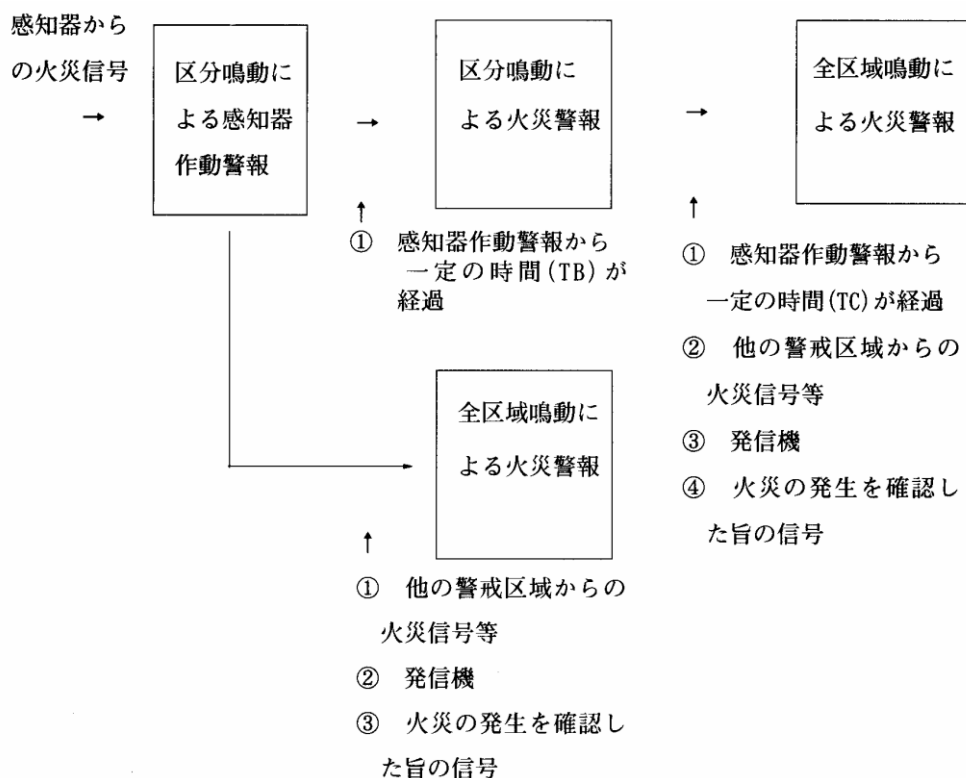 感知器から
の火災信号
→
区分鳴動に
よる感知器
作動警報
→
区分鳴動に
よる火災警報
→
全区域鳴動に
よる火災警報
↑
① 感知器作動警報から
一定の時間(TB)が
経過
↑
① 感知器作動警報から
一定の時間(TC)が経過
② 他の警戒区域からの
火災信号等
③ 発信機
④ 火災の発生を確認し
た旨の信号
全区域鳴動に
よる火災警報
↑
① 他の警戒区域からの
火災信号等
② 発信機
③ 火災の発生を確認し
た旨の信号